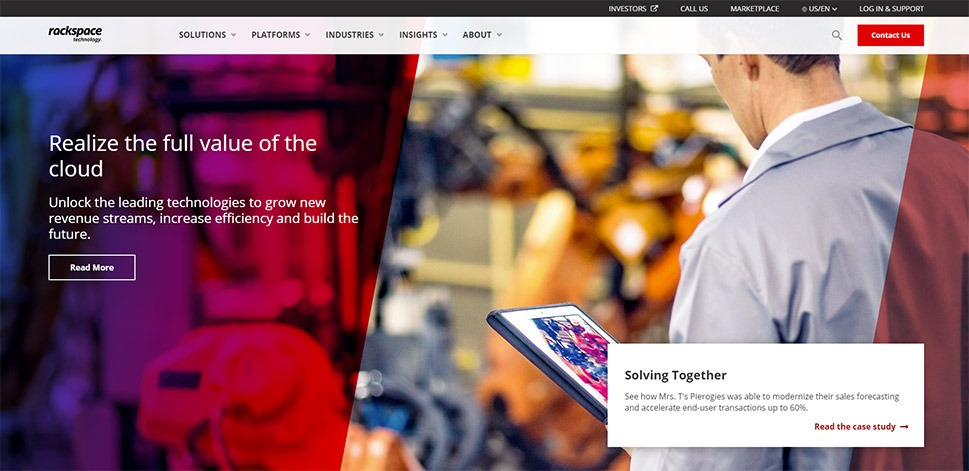 INVESTORS
CALL US
MARKETPLACE
US/EN
LOG IN & SUPPORT
rackspace
technology.
SOLUTIONS
PLATFORMS
INDUSTRIES
INSIGHTS
ABOUT
Contact Us
Realize the full value of the
cloud
Unlock the leading technologies to grow new
revenue streams, increase efficiency and build the
future.
Read More
Solving Together
See how Mrs. T's Pierogies was able to modernize their sales forecasting
and accelerate end-user transactions up to 60%.
Read the case study